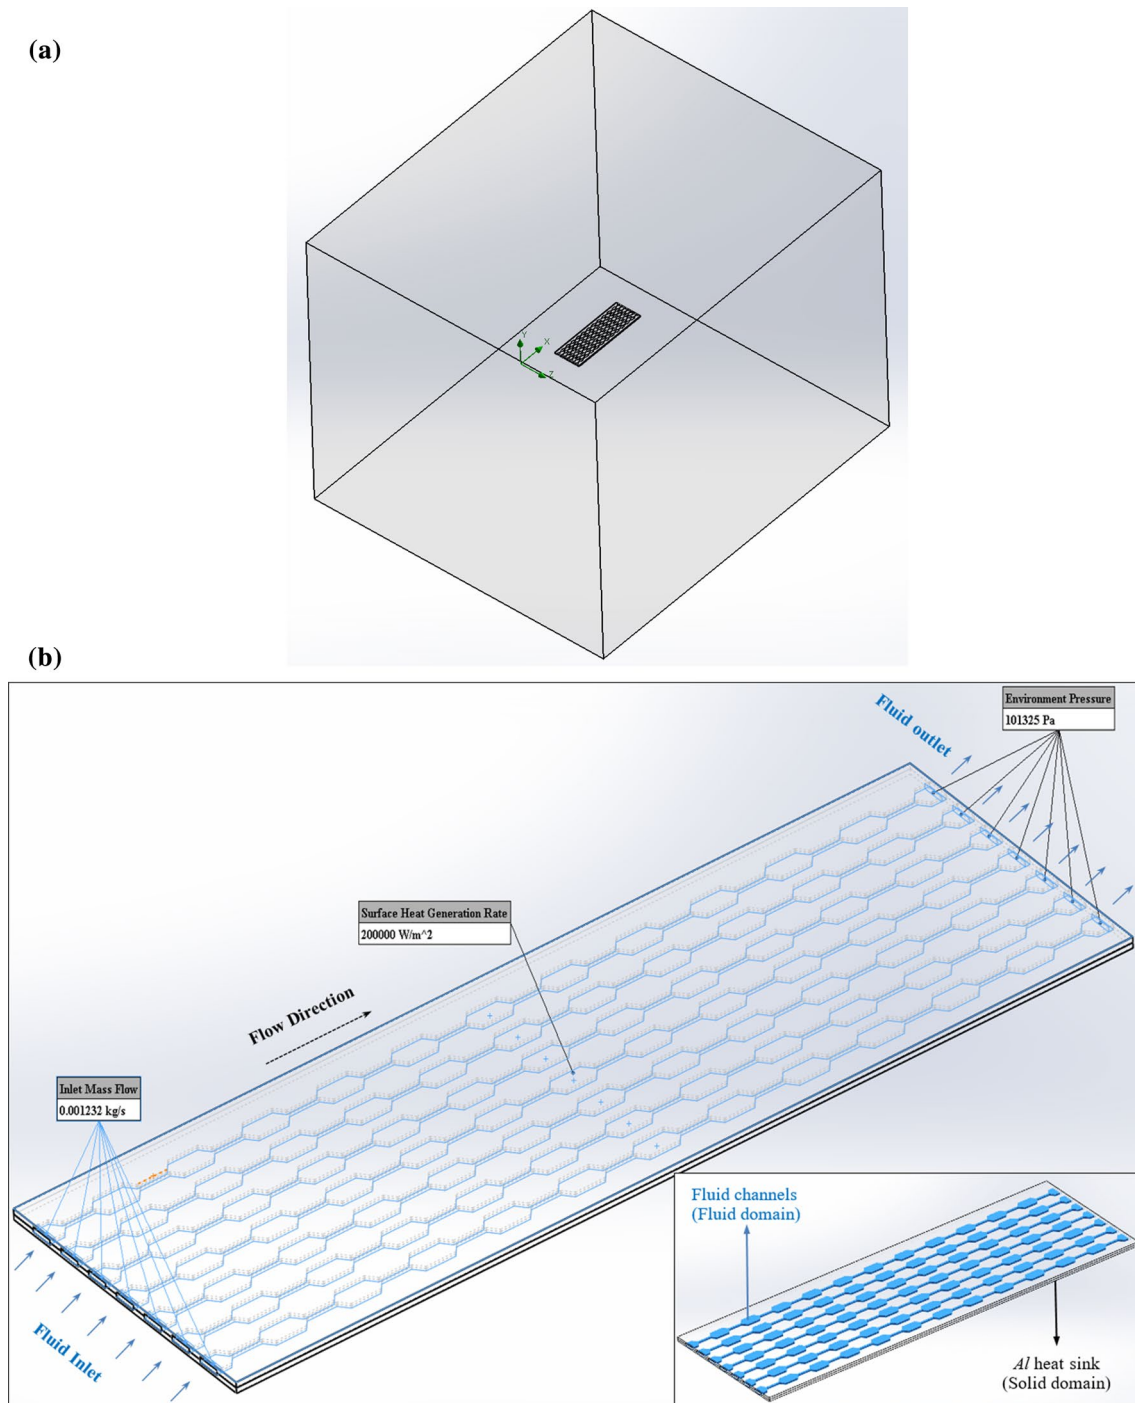 (a)
Y
X
Z
(b)
Environment Pressure
101325 Pa
Fluid outlet
Surface Heat Generation Rate
200000 W/m^2
Flow Direction
Inlet Mass Flow
0.001232 kg/s
Fluid Inlet
Fluid channels
(Fluid domain)
Al heat sink
(Solid domain)